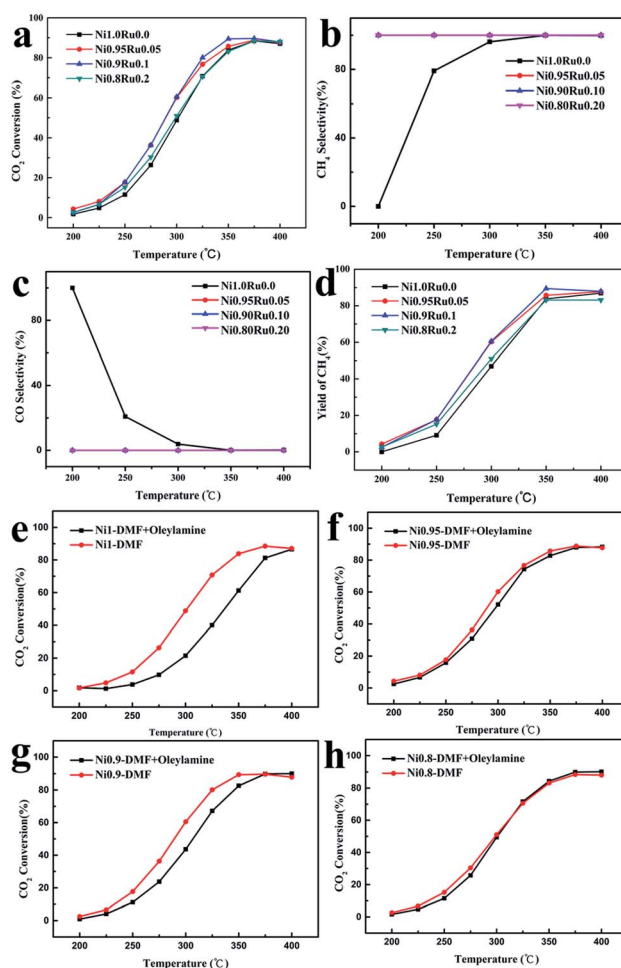 a
Ni1.0Ru0.0
Ni0.95Ru0.05
Ni0.9Ru0.1
Ni0.8Ru0.2
CO2 Conversion (%)
100
80
60
40
20
0
200 250 300 350 400
Temperature (℃)
b
Ni1.0Ru0.0
Ni0.95Ru0.05
Ni0.90Ru0.10
Ni0.80Ru0.20
CH4 Selectivity(%)
80
40
0
200 250 300 350 400
Temperature (℃)
c
Ni1.0Ru0.0
Ni0.95Ru0.05
Ni0.90Ru0.10
Ni0.80Ru0.20
CO Selectivity(%)
80
40
0
200 250 300 350 400
Temperature (℃)
d
Ni1.0Ru0.0
Ni0.95Ru0.05
Ni0.9Ru0.1
Ni0.8Ru0.2
Yield of CH4(%)
100
80
60
40
20
0
200 250 300 350 400
Temperature (℃)
e
Ni1-DMF+Oleylamine
Ni1-DMF
CO2 Conversion(%)
100
80
60
40
20
0
200 250 300 350 400
Temperature (℃)
f
Ni0.95-DMF+Oleylamine
Ni0.95-DMF
CO2 Conversion(%)
100
80
60
40
20
0
200 250 300 350 400
Temperature (℃)
g
Ni0.9-DMF+Oleylamine
Ni0.9-DMF
CO2 Conversion(%)
100
80
60
40
20
0
200 250 300 350 400
Temperature (℃)
h
Ni0.8-DMF+Oleylamine
Ni0.8-DMF
CO2 Conversion(%)
100
80
60
40
20
0
200 250 300 350 400
Temperature (℃)